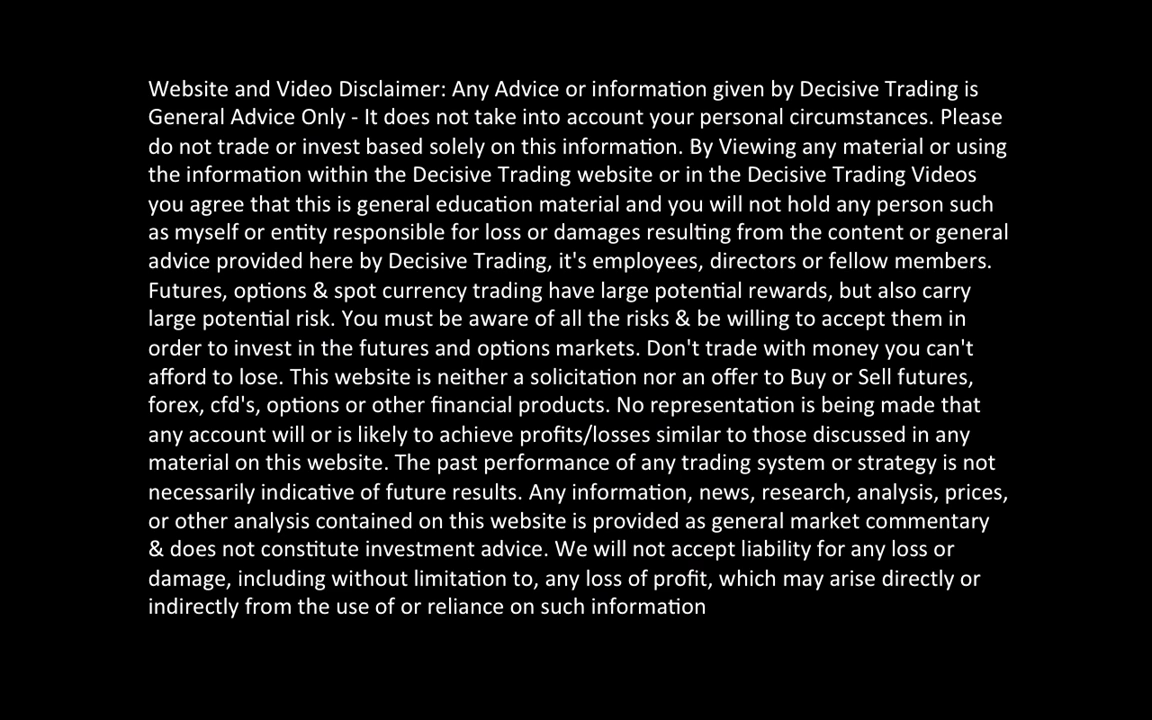 Website and Video Disclaimer: Any Advice or information given by Decisive Trading is
General Advice Only - It does not take into account your personal circumstances. Please
do not trade or invest based solely on this information. By Viewing any material or using
the information within the Decisive Trading website or in the Decisive Trading Videos
you agree that this is general education material and you will not hold any person such
as myself or entity responsible for loss or damages resulting from the content or general
advice provided here by Decisive Trading, it's employees, directors or fellow members.
Futures, options & spot currency trading have large potential rewards, but also carry
large potential risk. You must be aware of all the risks & be willing to accept them in
order to invest in the futures and options markets. Don't trade with money you can't
afford to lose. This website is neither a solicitation nor an offer to Buy or Sell futures,
forex, cfd's, options or other financial products. No representation is being made that
any account will or is likely to achieve profits/losses similar to those discussed in any
material on this website. The past performance of any trading system or strategy is not
necessarily indicative of future results. Any information, news, research, analysis, prices,
or other analysis contained on this website is provided as general market commentary
& does not constitute investment advice. We will not accept liability for any loss or
damage, including without limitation to, any loss of profit, which may arise directly or
indirectly from the use of or reliance on such information